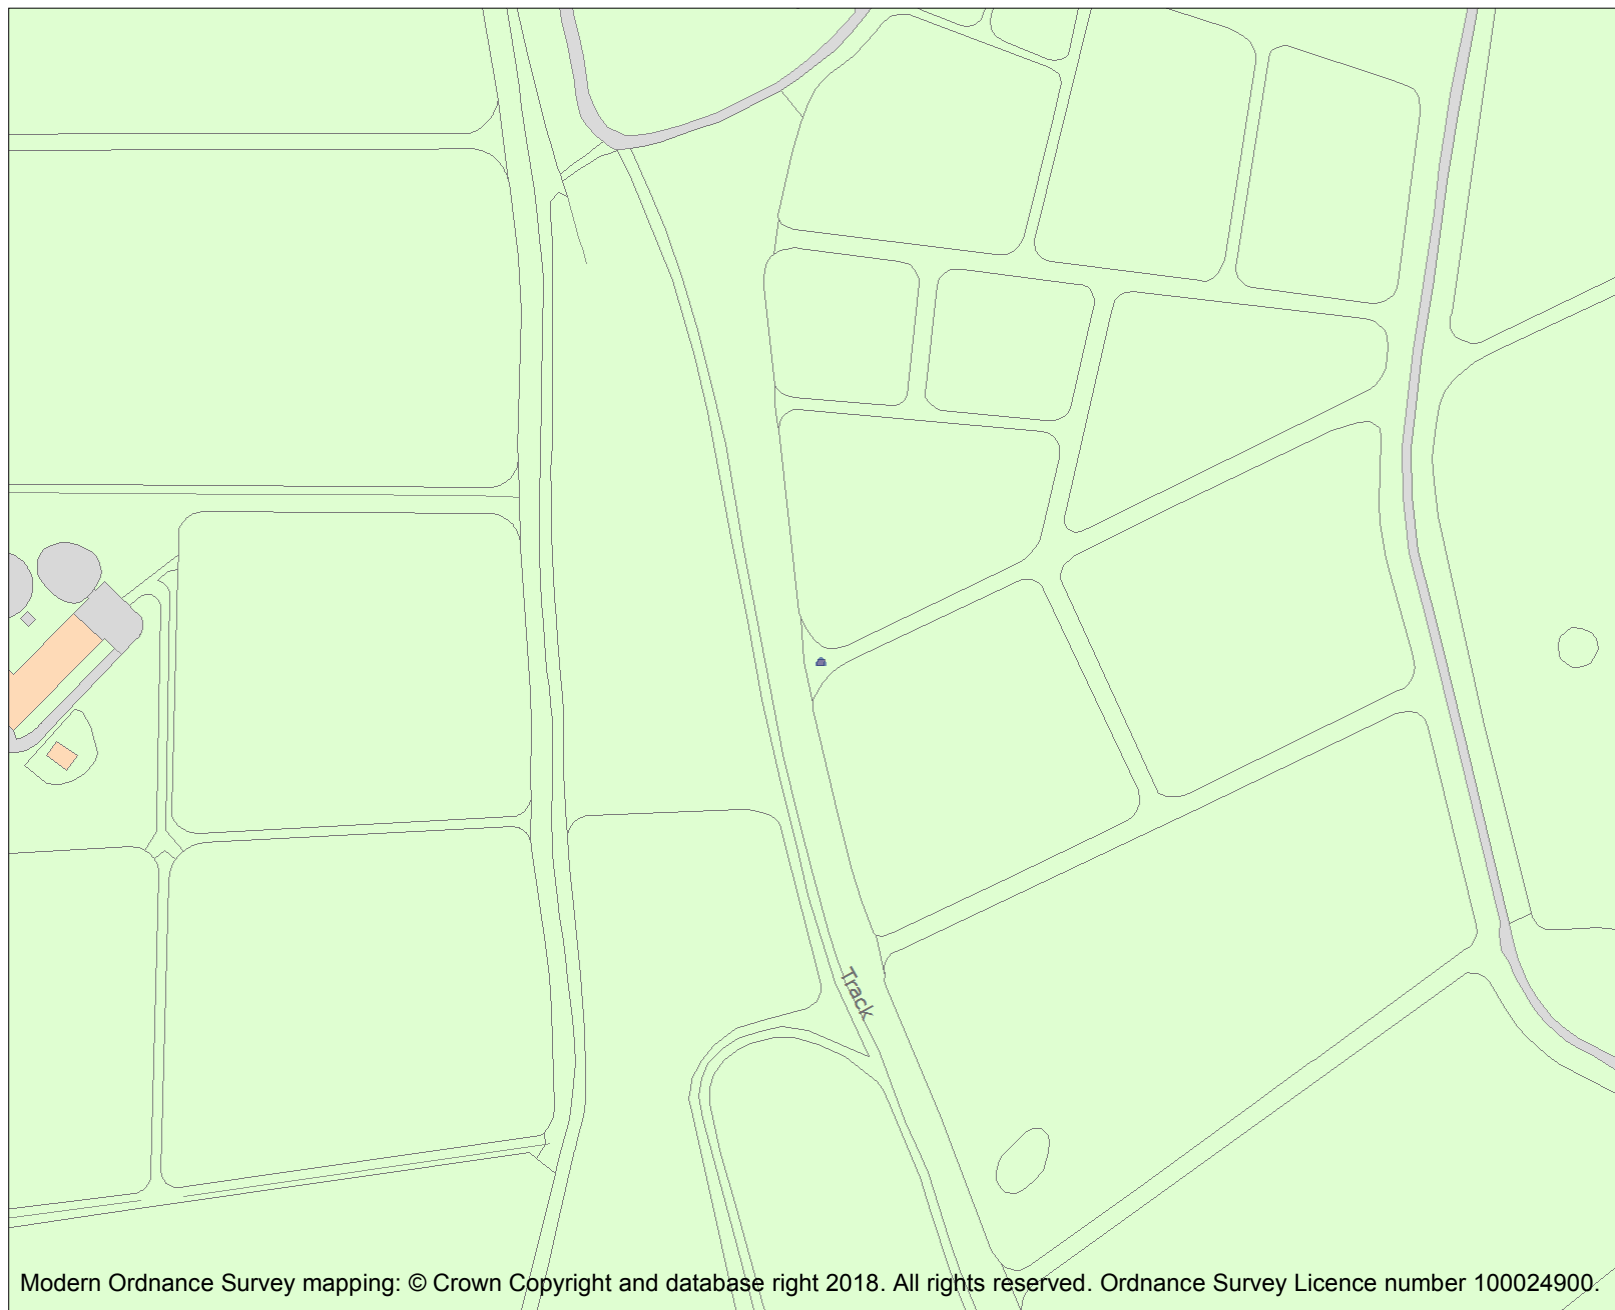 Track
Modern Ordnance Survey mapping: © Crown Copyright and database right 2018. All rights reserved. Ordnance Survey Licence number 100024900.